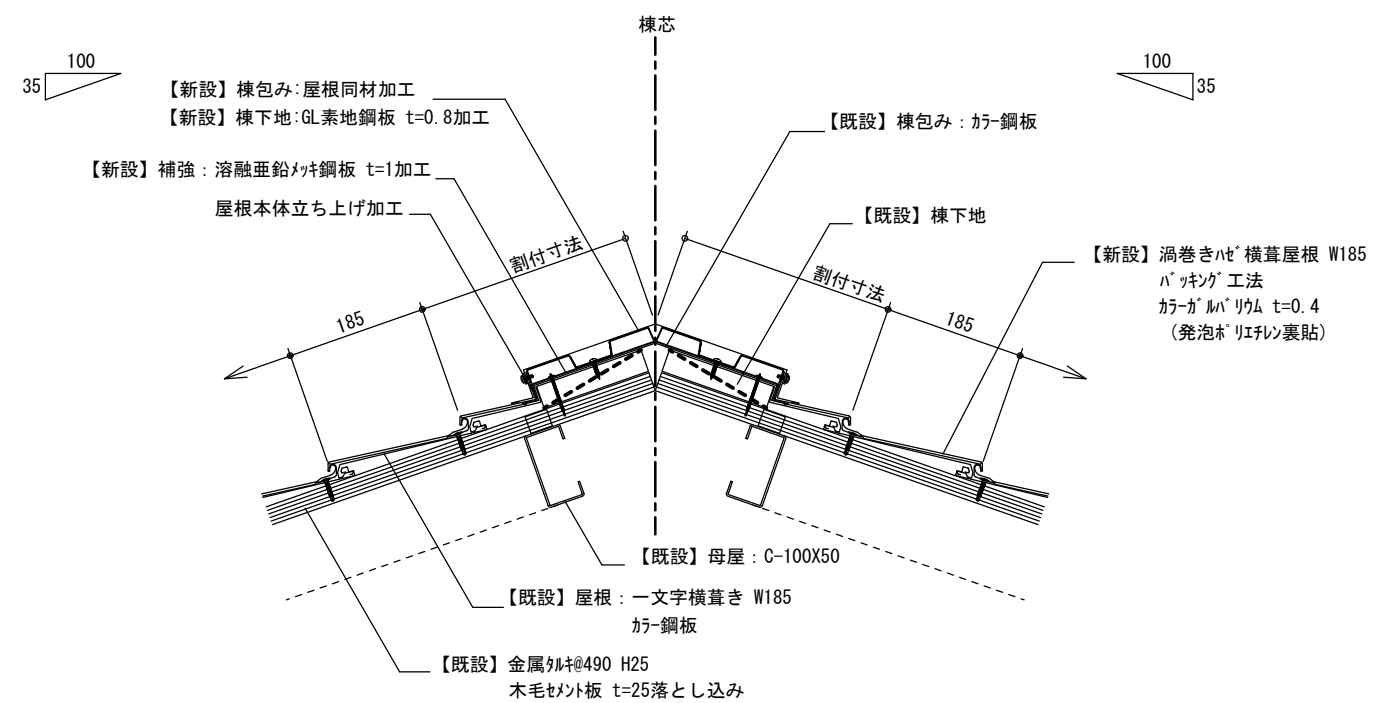 棟芯
100
35
100
35
【新設】棟包み:屋根同材加工
【新設】棟下地:GL素地鋼板 t=0.8加工
【既設】棟包み：ｶﾗｰ鋼板
【新設】補強：溶融亜鉛ﾒｯｷ鋼板 t=1加工
屋根本体立ち上げ加工
【既設】棟下地
【新設】渦巻きﾊｾﾞ横葺屋根 W185
ﾊﾞｯｷﾝｸﾞ工法
ｶﾗｰｶﾞﾙﾊﾞﾘｳﾑ t=0.4
（発泡ﾎﾟﾘｴﾁﾚﾝ裏貼）
割付寸法
割付寸法
185
185
【既設】母屋：C-100X50
【既設】屋根：一文字横葺き W185
ｶﾗｰ鋼板
【既設】金属ﾀﾙｷ@490 H25
木毛ｾﾒﾝﾄ板 t=25落とし込み